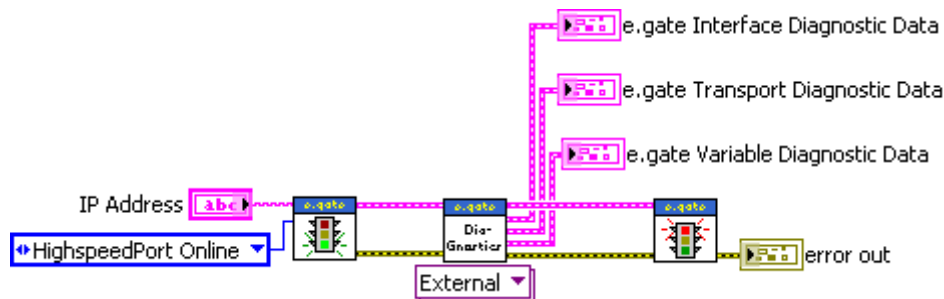 e.gate Interface Diagnostic Data
e.gate Transport Diagnostic Data
e.gate Variable Diagnostic Data
IP Address
abc
e.gate
e.gate
e.gate
Dia-
Gnostics
HighspeedPort Online
error out
External